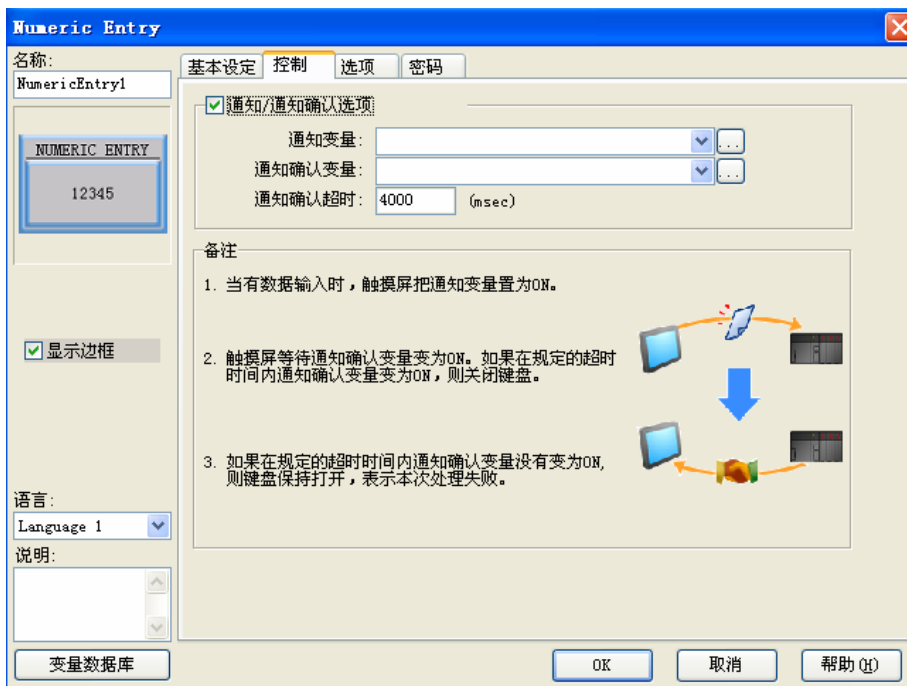 Numeric Entry
名称:
NumericEntry1
NUMERIC ENTRY
12345
显示边框
语言:
Language 1
说明:
变量数据库
基本设定 控制 选项 密码
通知/通知确认选项
通知变量:
...
通知确认变量:
...
通知确认超时: 4000 (msec)
备注
1. 当有数据输入时，触摸屏把通知变量置为ON。
2. 触摸屏等待通知确认变量变为ON。如果在规定的超时
时间内通知确认变量变为ON，则关闭键盘。
3. 如果在规定的超时时间内通知确认变量没有变为ON,
则键盘保持打开，表示本次处理失败。
OK 取消 帮助(H)